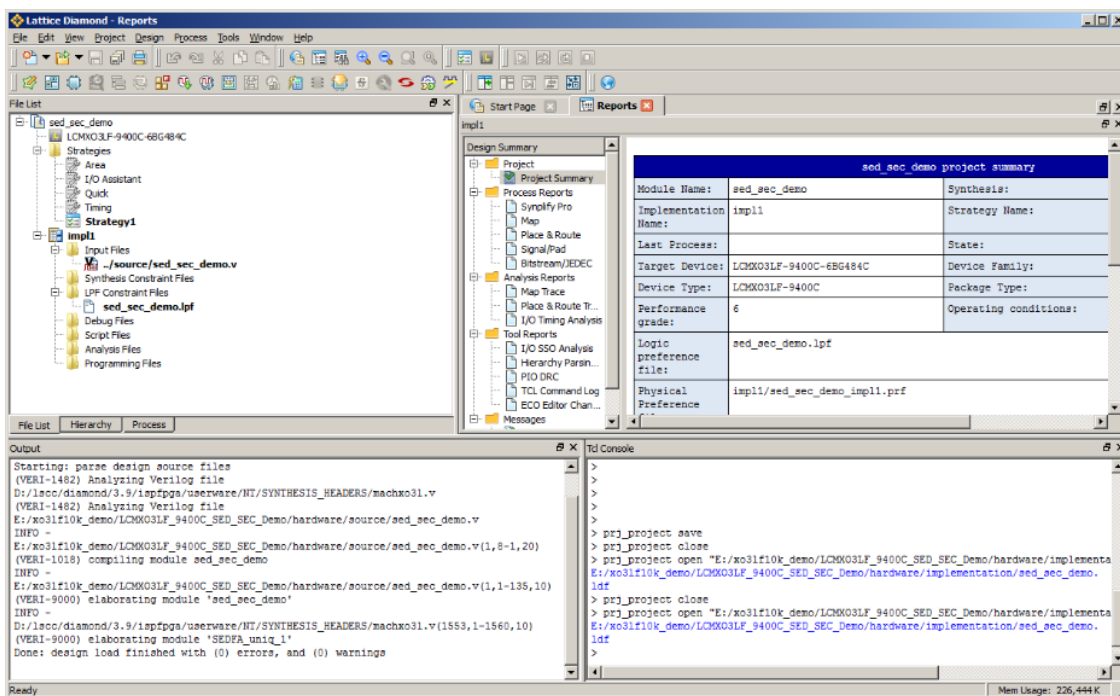 Lattice Diamond - Reports
File Edit View Project Design Process Tools Window Help
File List
sed_sec_demo
LCMXO3LF-9400C-6BG484C
Strategies
Area
I/O Assistant
Quick
Timing
Strategy1
impl1
Input Files
../source/sed_sec_demo.v
Synthesis Constraint Files
LPF Constraint Files
sed_sec_demo.lpf
Debug Files
Script Files
Analysis Files
Programming Files
File List Hierarchy Process
Start Page Reports
impl1
Design Summary
Project
Project Summary
Process Reports
Synplify Pro
Map
Place & Route
Signal/Pad
Bitstream/JEDEC
Analysis Reports
Map Trace
Place & Route Tr...
I/O Timing Analysis
Tool Reports
I/O SSO Analysis
Hierarchy Parsin...
PIO DRC
TCL Command Log
ECO Editor Chan...
Messages
sed_sec_demo project summary
Module Name: sed_sec_demo Synthesis:
Implementation Name: impl1 Strategy Name:
Last Process: State:
Target Device: LCMXO3LF-9400C-6BG484C Device Family:
Device Type: LCMXO3LF-9400C Package Type:
Performance grade: 6 Operating conditions:
Logic preference file: sed_sec_demo.lpf
Physical Preference impl1/sed_sec_demo_impl1.prf
Output
Starting: parse design source files
(VERI-1482) Analyzing Verilog file
D:/lscc/diamond/3.9/ispfpga/userware/NT/SYNTHESIS_HEADERS/machxo3l.v
(VERI-1482) Analyzing Verilog file
E:/xo3lf10k_demo/LCMXO3LF_9400C_SED_SEC_Demo/hardware/source/sed_sec_demo.v
INFO -
E:/xo3lf10k_demo/LCMXO3LF_9400C_SED_SEC_Demo/hardware/source/sed_sec_demo.v(1,8-1,20)
(VERI-1018) compiling module sed_sec_demo
INFO -
E:/xo3lf10k_demo/LCMXO3LF_9400C_SED_SEC_Demo/hardware/source/sed_sec_demo.v(1,1-135,10)
(VERI-9000) elaborating module 'sed_sec_demo'
INFO -
D:/lscc/diamond/3.9/ispfpga/userware/NT/SYNTHESIS_HEADERS/machxo3l.v(1553,1-1560,10)
(VERI-9000) elaborating module 'SEDFA_uniq_1'
Done: design load finished with (0) errors, and (0) warnings
Tcl Console
>
>
>
>
>
> prj_project save
> prj_project close
> prj_project open "E:/xo3lf10k_demo/LCMXO3LF_9400C_SED_SEC_Demo/hardware/implementa
E:/xo3lf10k_demo/LCMXO3LF_9400C_SED_SEC_Demo/hardware/implementation/sed_sec_demo.
ldf
> prj_project close
> prj_project open "E:/xo3lf10k_demo/LCMXO3LF_9400C_SED_SEC_Demo/hardware/implementa
E:/xo3lf10k_demo/LCMXO3LF_9400C_SED_SEC_Demo/hardware/implementation/sed_sec_demo.
ldf
>
Ready
Mem Usage: 226,444 K